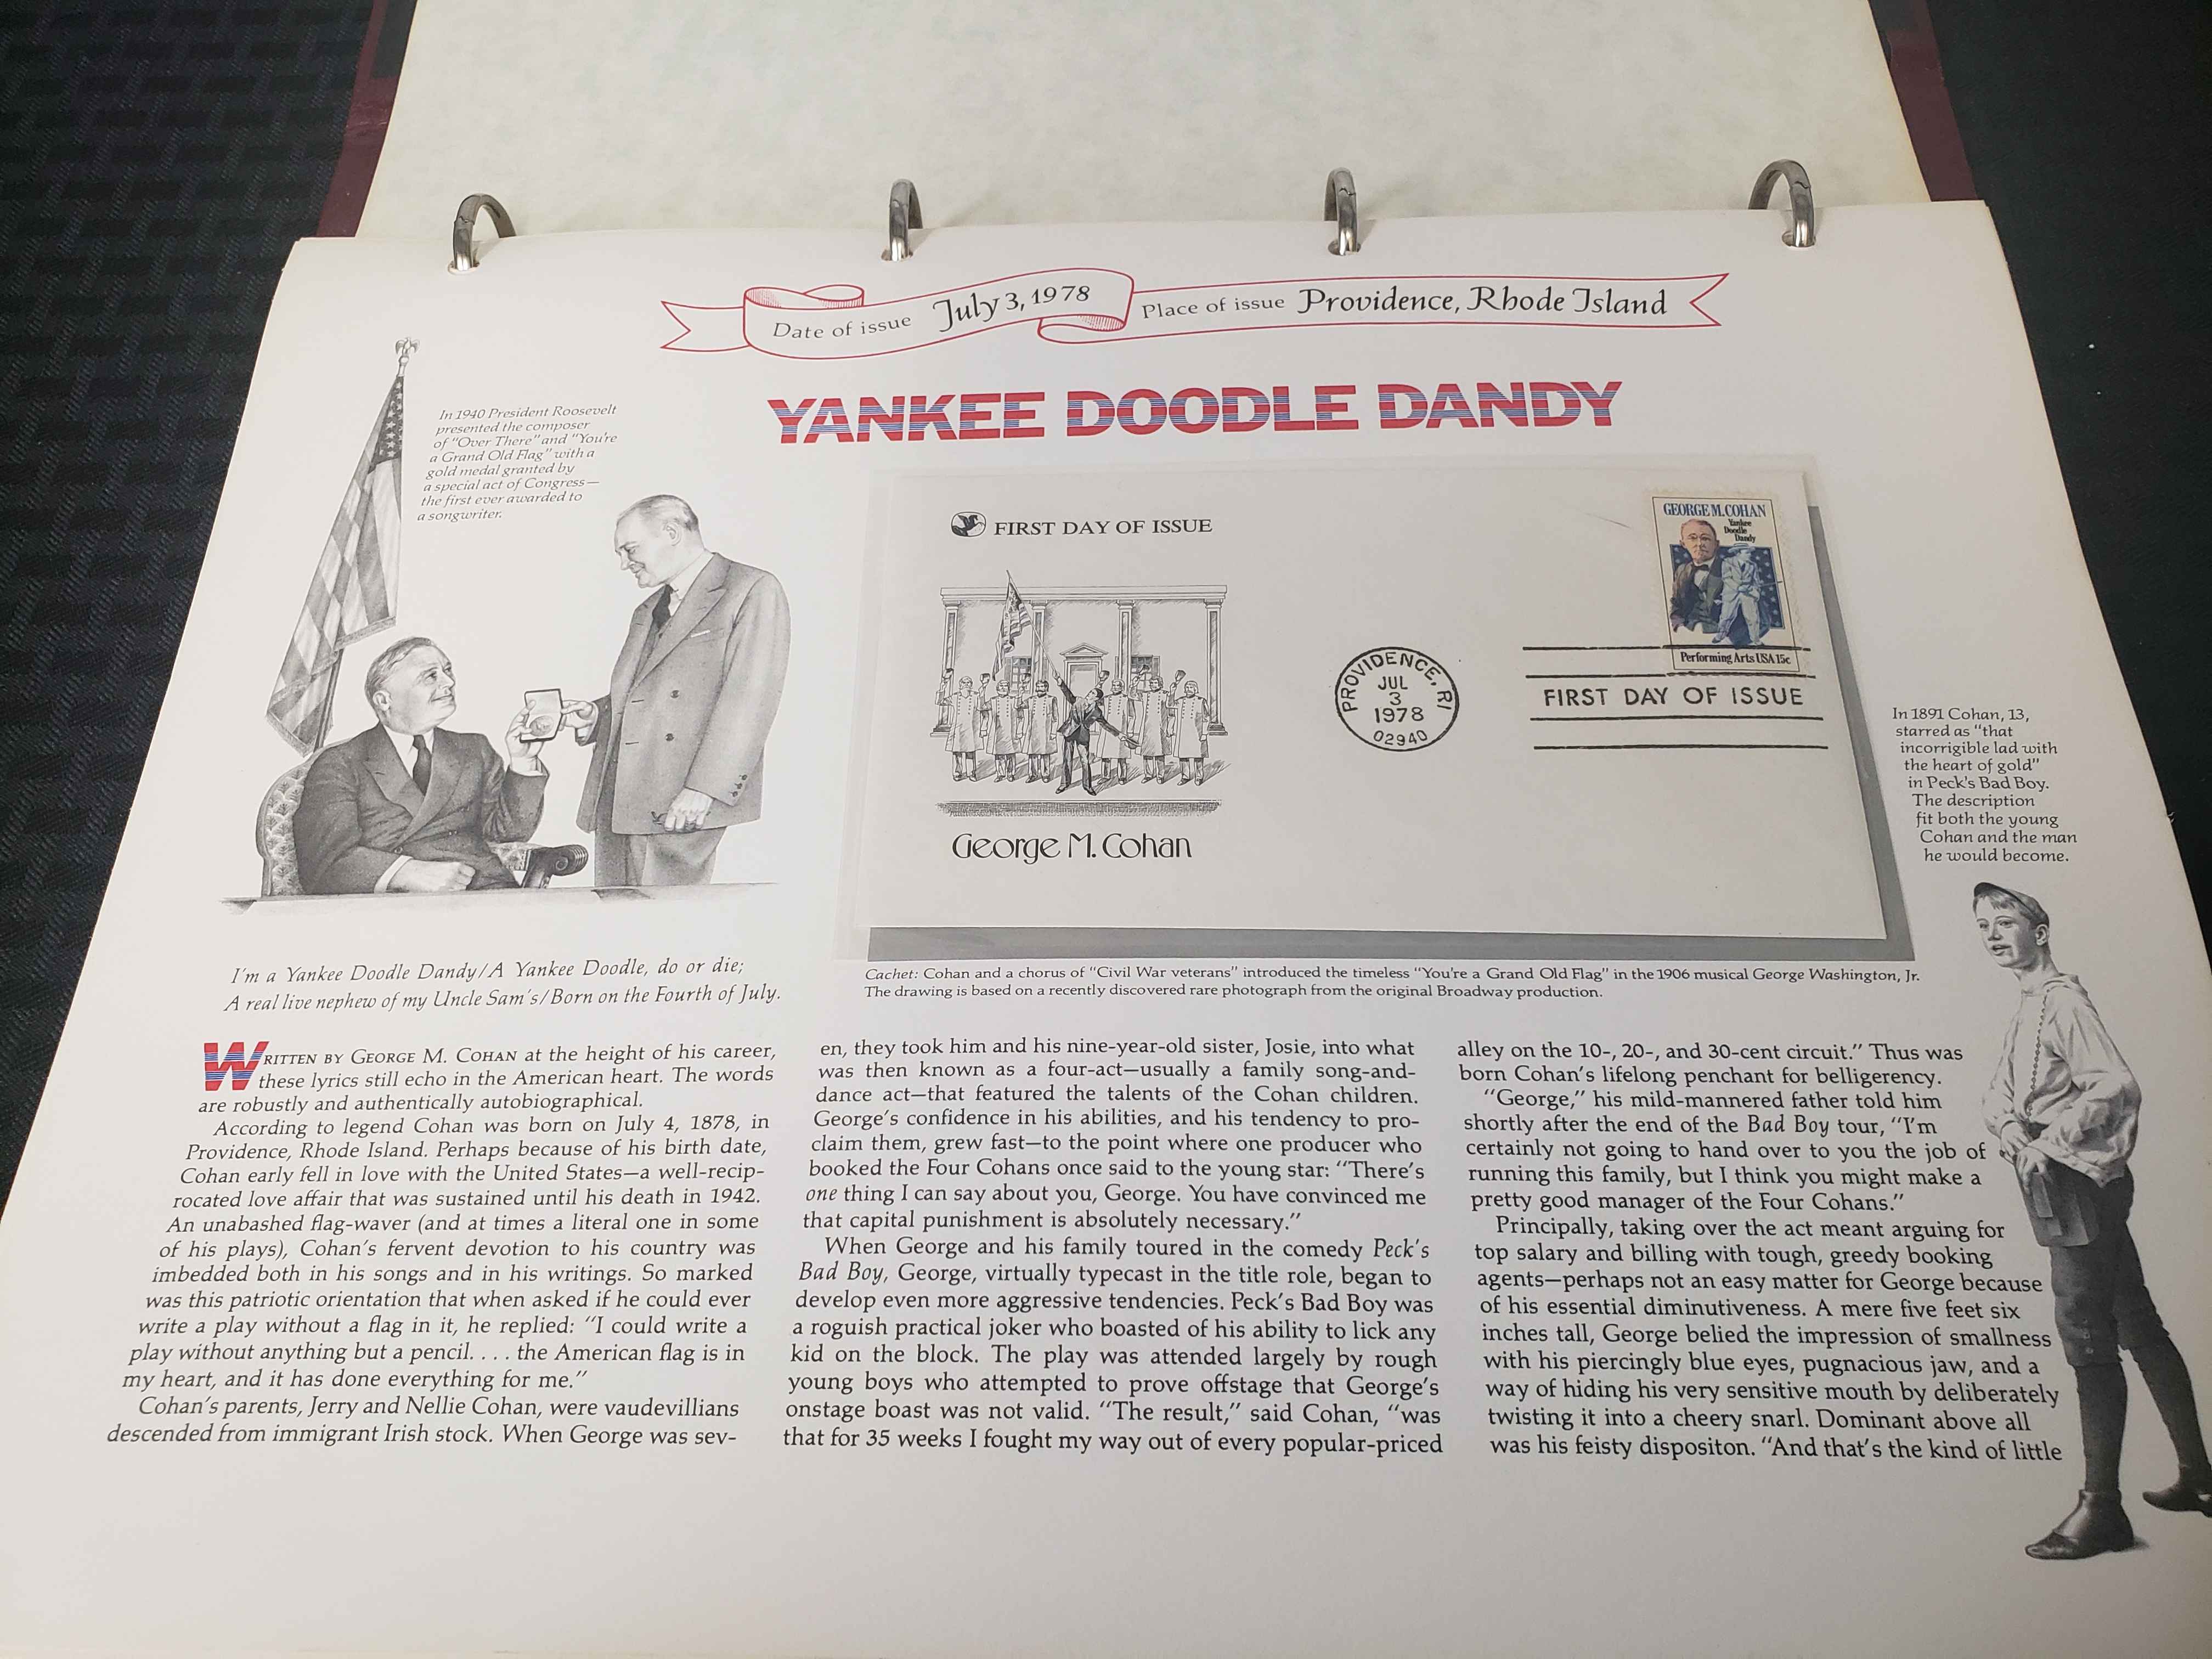 Date of issue July 3, 1978 Place of issue Providence, Rhode Island
YANKEE DOODLE DANDY
In 1940 President Roosevelt
presented the composer
of "Over There" and "You're
a Grand Old Flag" with a
gold medal granted by
a special act of Congress—
the first ever awarded to
a songwriter.
FIRST DAY OF ISSUE
George M. Cohan
GEORGE M. COHAN
Yankee
Doodle
Dandy
Performing Arts USA 15c
PROVIDENCE, RI
JUL
3
1978
02940
FIRST DAY OF ISSUE
In 1891 Cohan, 13,
starred as "that
incorrigible lad with
the heart of gold"
in Peck's Bad Boy.
The description
fit both the young
Cohan and the man
he would become.
Cachet: Cohan and a chorus of "Civil War veterans" introduced the timeless "You're a Grand Old Flag" in the 1906 musical George Washington, Jr.
The drawing is based on a recently discovered rare photograph from the original Broadway production.
I'm a Yankee Doodle Dandy/A Yankee Doodle, do or die;
A real live nephew of my Uncle Sam's/Born on the Fourth of July.
WRITTEN BY GEORGE M. COHAN at the height of his career,
these lyrics still echo in the American heart. The words
are robustly and authentically autobiographical.
According to legend Cohan was born on July 4, 1878, in
Providence, Rhode Island. Perhaps because of his birth date,
Cohan early fell in love with the United States—a well-recip-
rocated love affair that was sustained until his death in 1942.
An unabashed flag-waver (and at times a literal one in some
of his plays), Cohan's fervent devotion to his country was
imbedded both in his songs and in his writings. So marked
was this patriotic orientation that when asked if he could ever
write a play without a flag in it, he replied: "I could write a
play without anything but a pencil. . . . the American flag is in
my heart, and it has done everything for me."
Cohan's parents, Jerry and Nellie Cohan, were vaudevillians
descended from immigrant Irish stock. When George was sev-
en, they took him and his nine-year-old sister, Josie, into what
was then known as a four-act—usually a family song-and-
dance act—that featured the talents of the Cohan children.
George's confidence in his abilities, and his tendency to pro-
claim them, grew fast—to the point where one producer who
booked the Four Cohans once said to the young star: "There's
one thing I can say about you, George. You have convinced me
that capital punishment is absolutely necessary."
When George and his family toured in the comedy Peck's
Bad Boy, George, virtually typecast in the title role, began to
develop even more aggressive tendencies. Peck's Bad Boy was
a roguish practical joker who boasted of his ability to lick any
kid on the block. The play was attended largely by rough
young boys who attempted to prove offstage that George's
onstage boast was not valid. "The result," said Cohan, "was
that for 35 weeks I fought my way out of every popular-priced
alley on the 10-, 20-, and 30-cent circuit." Thus was
born Cohan's lifelong penchant for belligerency.
"George," his mild-mannered father told him
shortly after the end of the Bad Boy tour, "I'm
certainly not going to hand over to you the job of
running this family, but I think you might make a
pretty good manager of the Four Cohans."
Principally, taking over the act meant arguing for
top salary and billing with tough, greedy booking
agents—perhaps not an easy matter for George because
of his essential diminutiveness. A mere five feet six
inches tall, George belied the impression of smallness
with his piercingly blue eyes, pugnacious jaw, and a
way of hiding his very sensitive mouth by deliberately
twisting it into a cheery snarl. Dominant above all
was his feisty dispositon. "And that's the kind of little